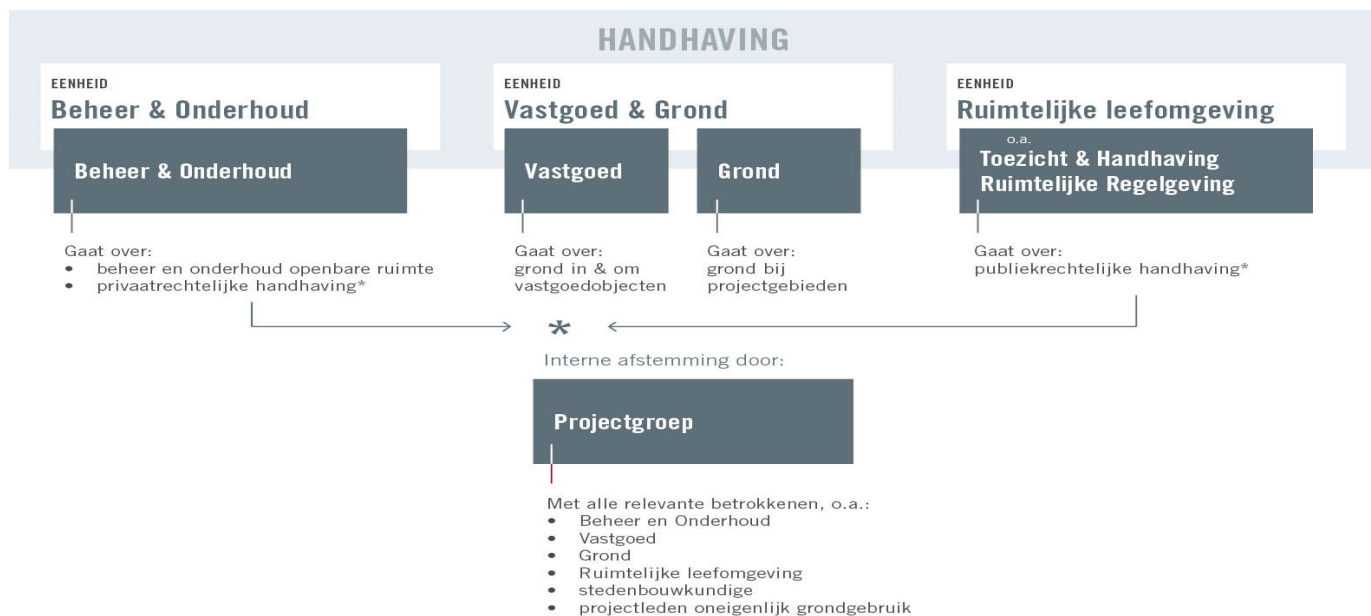 HANDHAVING
EENHEID
Beheer & Onderhoud
Beheer & Onderhoud
Gaat over:
• beheer en onderhoud openbare ruimte
• privaatrechtelijke handhaving*
EENHEID
Vastgoed & Grond
Vastgoed
Gaat over:
grond in & om
vastgoedobjecten
Grond
Gaat over:
grond bij
projectgebieden
EENHEID
Ruimtelijke leefomgeving
o.a.
Toezicht & Handhaving
Ruimtelijke Regelgeving
Gaat over:
publiekrechtelijke handhaving*
*
Interne afstemming door:
Projectgroep
Met alle relevante betrokkenen, o.a.:
• Beheer en Onderhoud
• Vastgoed
• Grond
• Ruimtelijke leefomgeving
• stedenbouwkundige
• projectleden oneigenlijk grondgebruik